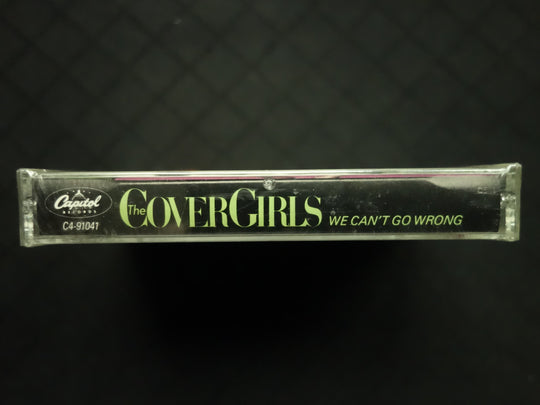 Capitol
RECORDS
C4-91041
The COVERGIRLS WE CAN'T GO WRONG